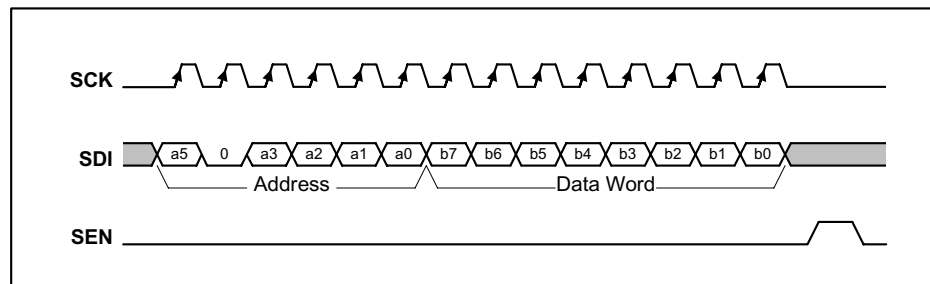 SCK
SDI a5 0 a3 a2 a1 a0 b7 b6 b5 b4 b3 b2 b1 b0
Address Data Word
SEN